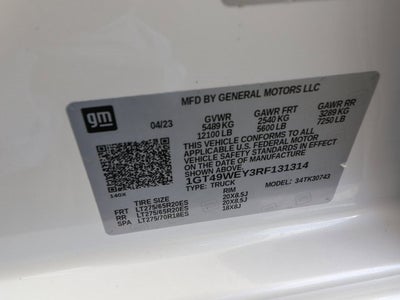 gm
MFD BY GENERAL MOTORS LLC
04/23
GVWR GAWR FRT GAWR RR
5489 KG 2540 KG 3289 KG
12100 LB 5600 LB 7250 LB
THIS VEHICLE CONFORMS TO ALL
APPLICABLE U.S. FEDERAL MOTOR
VEHICLE SAFETY STANDARDS IN
EFFECT ON THE DATE OF MANUFACTURE
SHOWN ABOVE.
1GT49WEY3RF131314
TYPE: TRUCK MODEL: 34TK30743
140X
TIRE SIZE RIM
FRT LT275/65R20ES 20X8.5J
RR LT275/65R20ES 20X8.5J
SPA LT275/70R18ES 18X8J